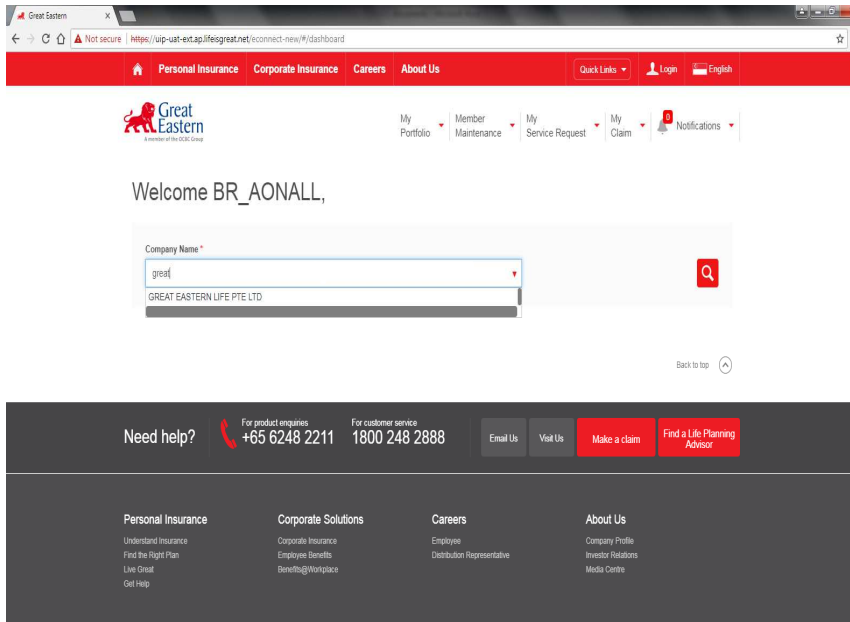 Great Eastern
Not secure | https://uip-uat-ext.ap.lifeisgreat.net/econnect-new/#/dashboard
Personal Insurance Corporate Insurance Careers About Us Quick Links Login English
Great
Eastern
A member of the OCBC Group
My
Portfolio
Member
Maintenance
My
Service Request
My
Claim
0
Notifications
Welcome BR_AONALL,
Company Name *
great
GREAT EASTERN LIFE PTE LTD
Back to top
Need help?
For product enquiries
+65 6248 2211
For customer service
1800 248 2888
Email Us
Visit Us
Make a claim
Find a Life Planning
Advisor
Personal Insurance
Understand Insurance
Find the Right Plan
Live Great
Get Help
Corporate Solutions
Corporate Insurance
Employee Benefits
Benefits@Workplace
Careers
Employee
Distribution Representative
About Us
Company Profile
Investor Relations
Media Centre